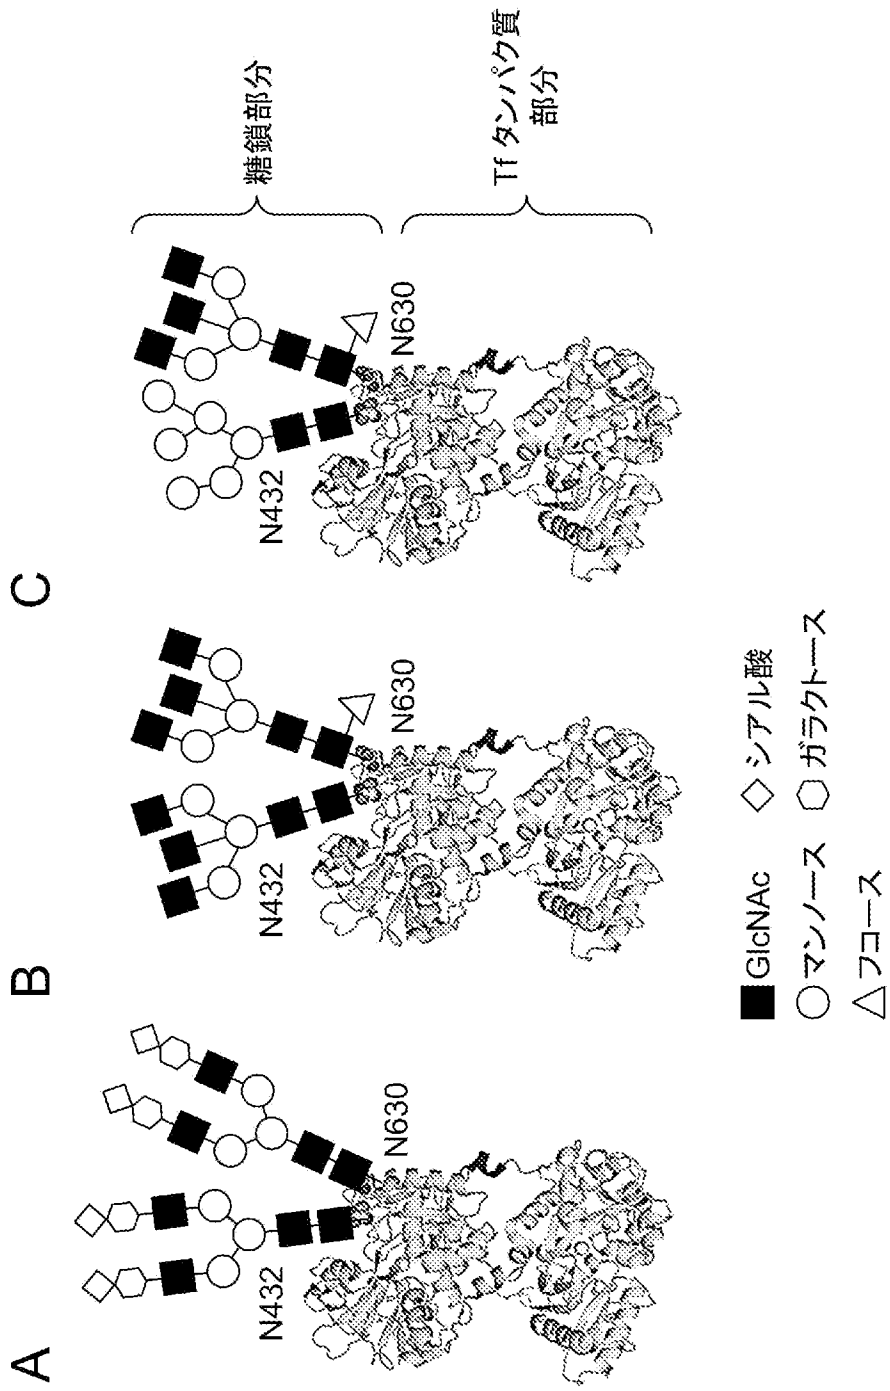 A
B
C
N432
N630
N432
N630
N432
N630
糖鎖部分
Tf タンパク質
部分
GlcNAc
シアル酸
マンノース
ガラクトース
フコース